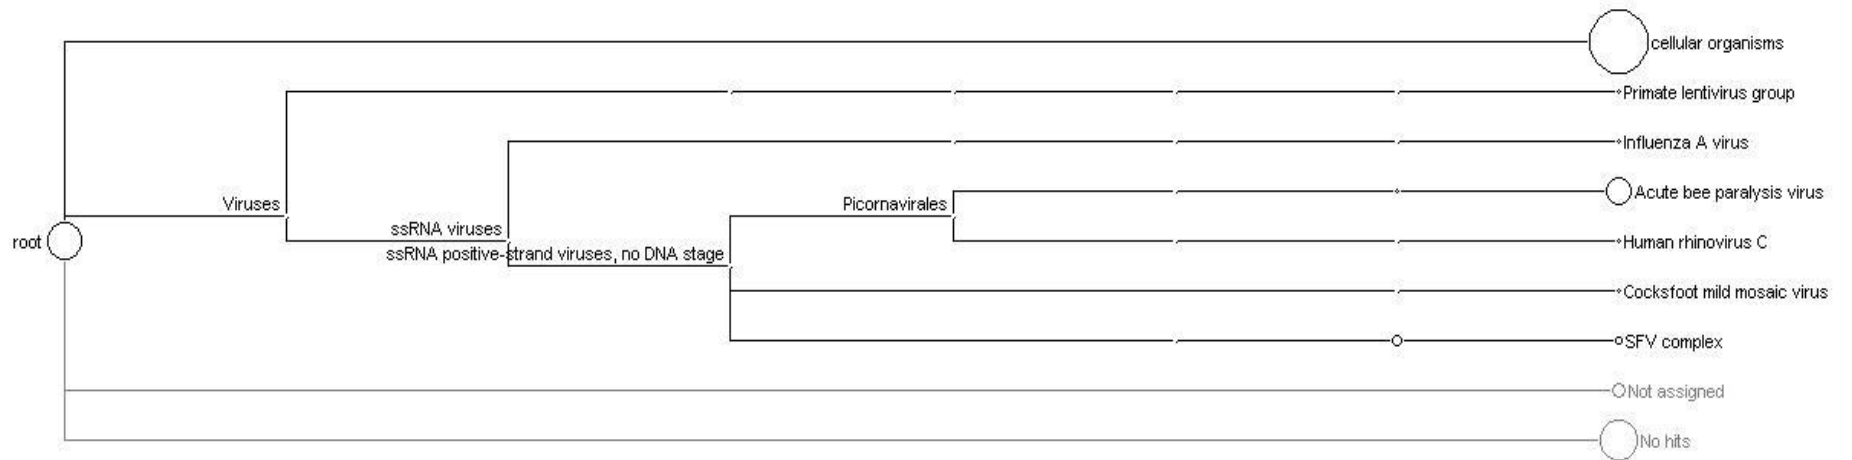 cellular organisms
Primate lentivirus group
Influenza A virus
Acute bee paralysis virus
Viruses
Picornavirales
ssRNA viruses
root
Human rhinovirus C
ssRNA positive-strand viruses, no DNA stage
Cocksfoot mild mosaic virus
SFV complex
Not assigned
No hits